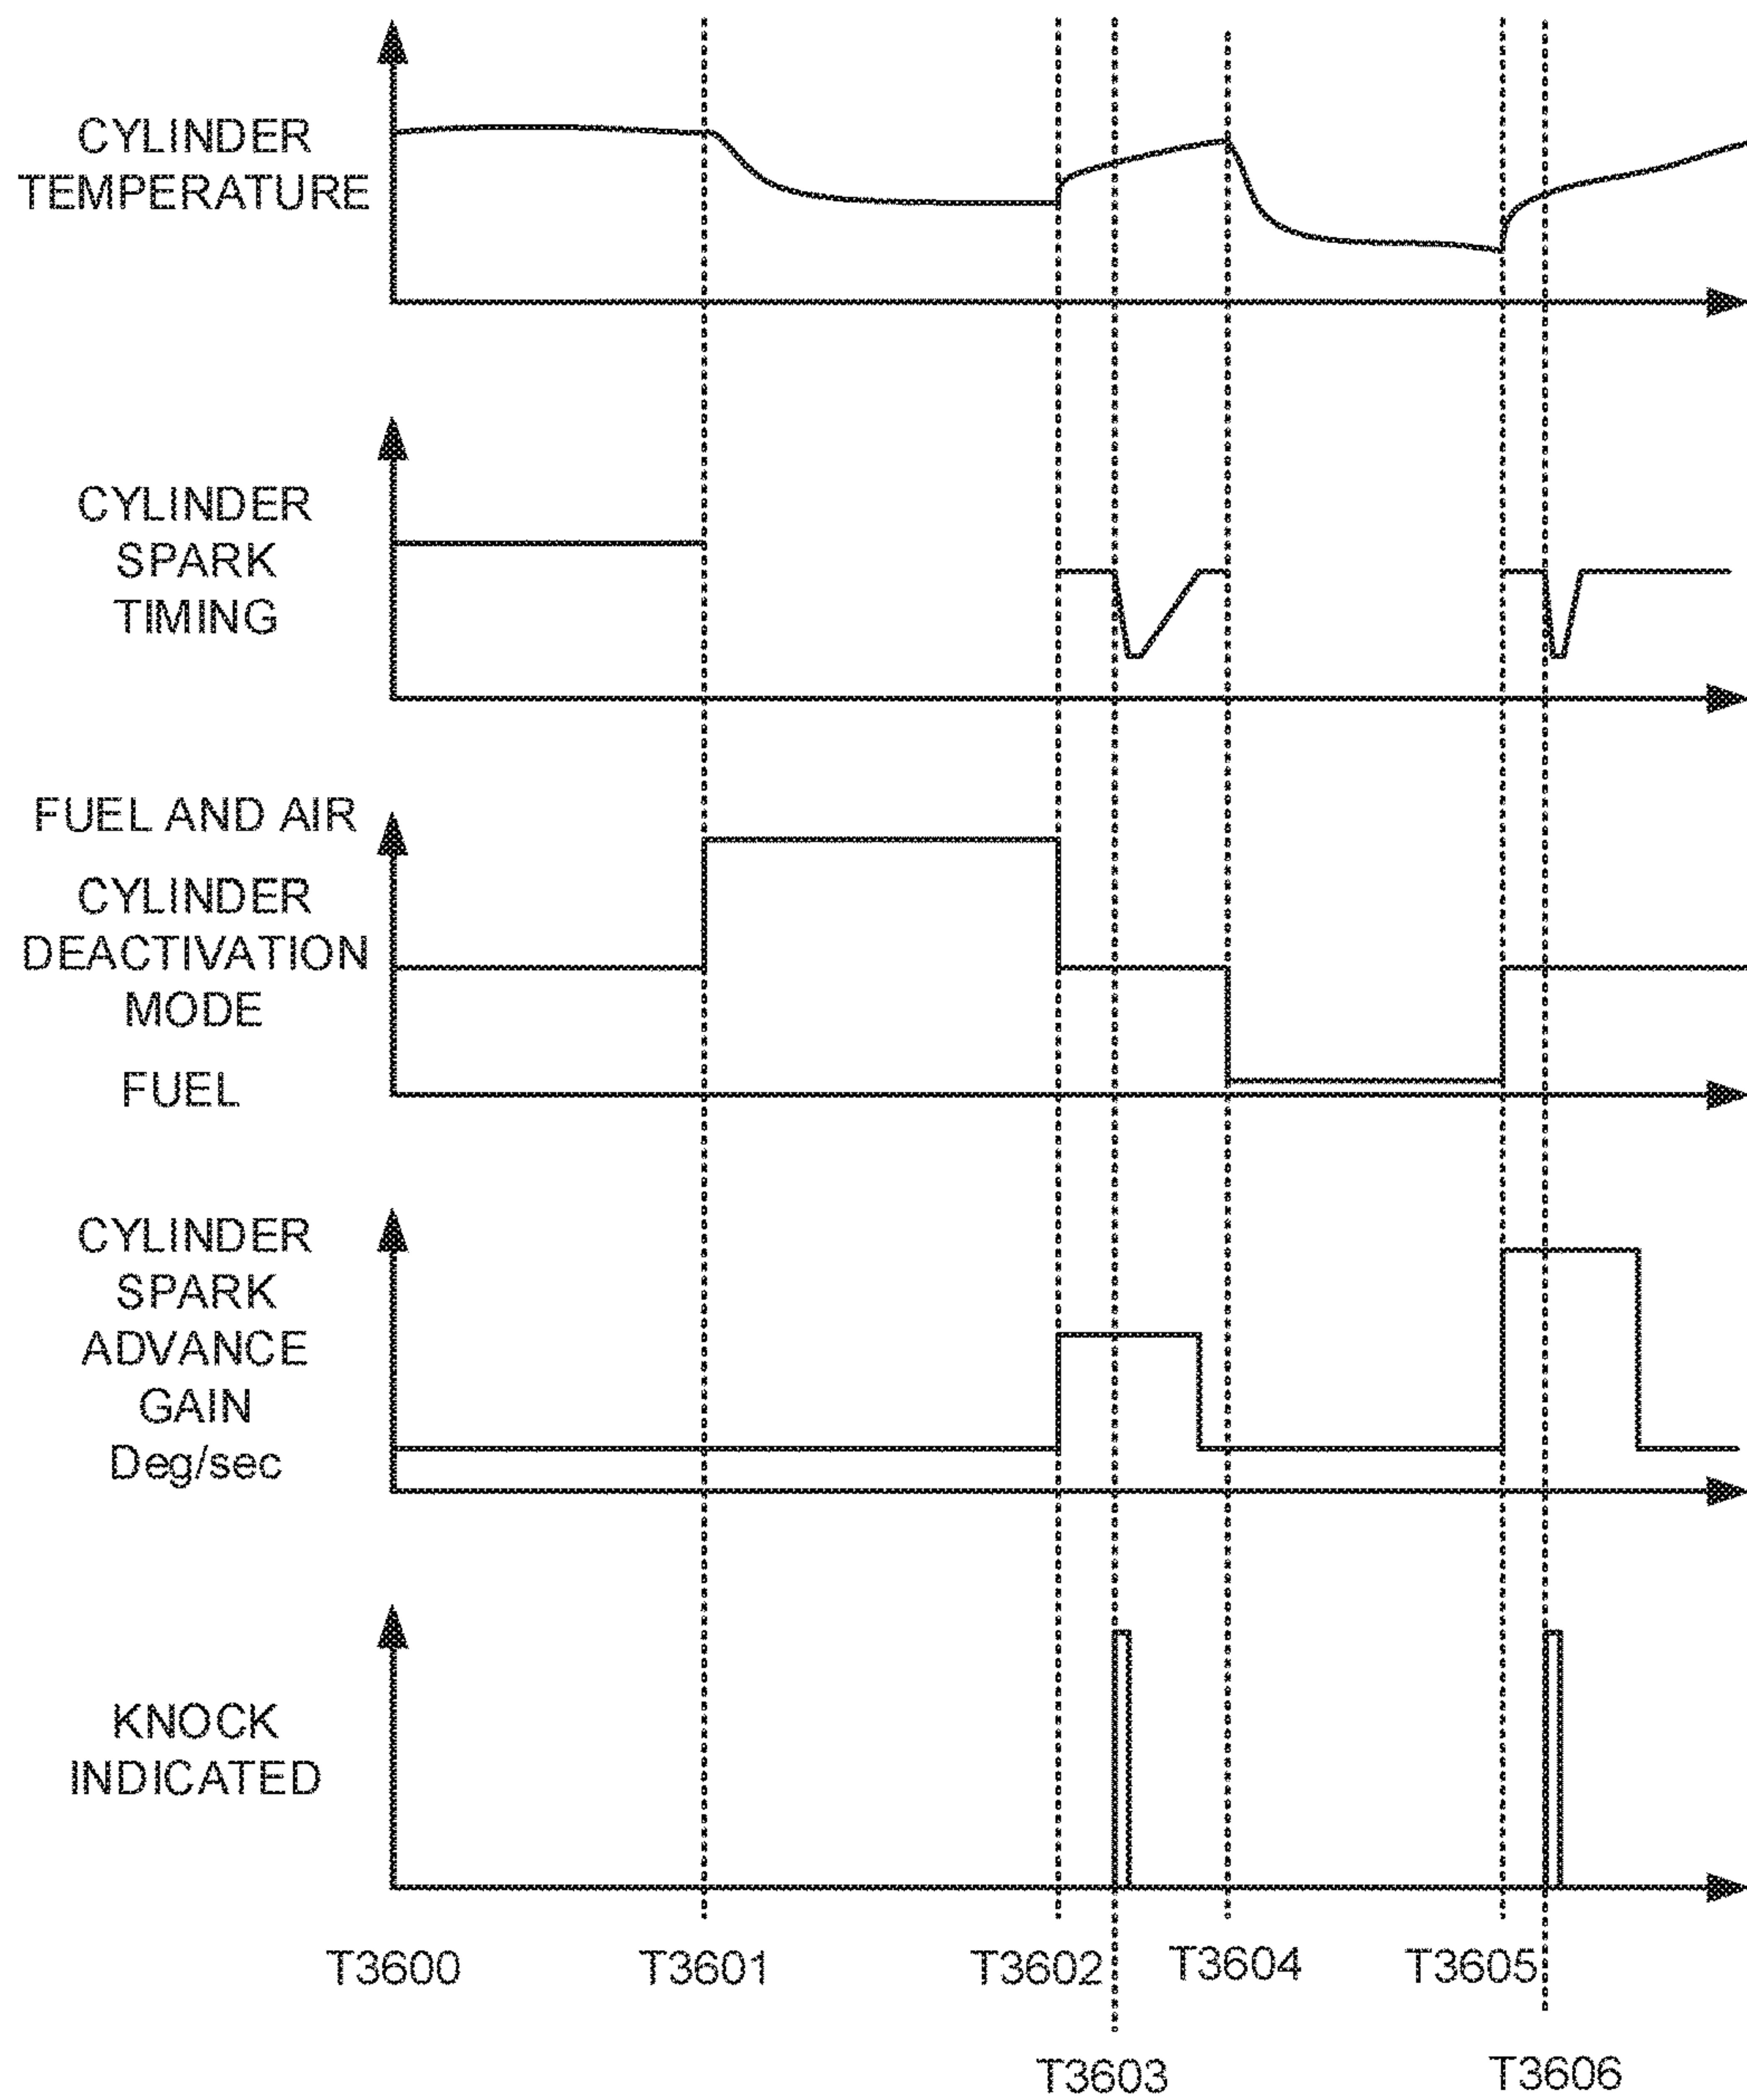 CYLINDER
TEMPERATURE
CYLINDER
SPARK
TIMING
FUEL AND AIR
CYLINDER
DEACTIVATION
MODE
FUEL
CYLINDER
SPARK
ADVANCE
GAIN
Deg/sec
KNOCK
INDICATED
T3600 T3601 T3602 T3604 T3605
T3603 T3606